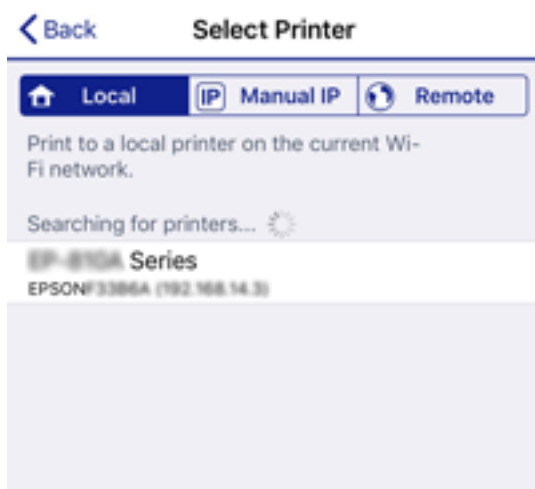 Back
Select Printer
Local
IP Manual IP
Remote
Print to a local printer on the current Wi-
Fi network.
Searching for printers...
Series
EPSON